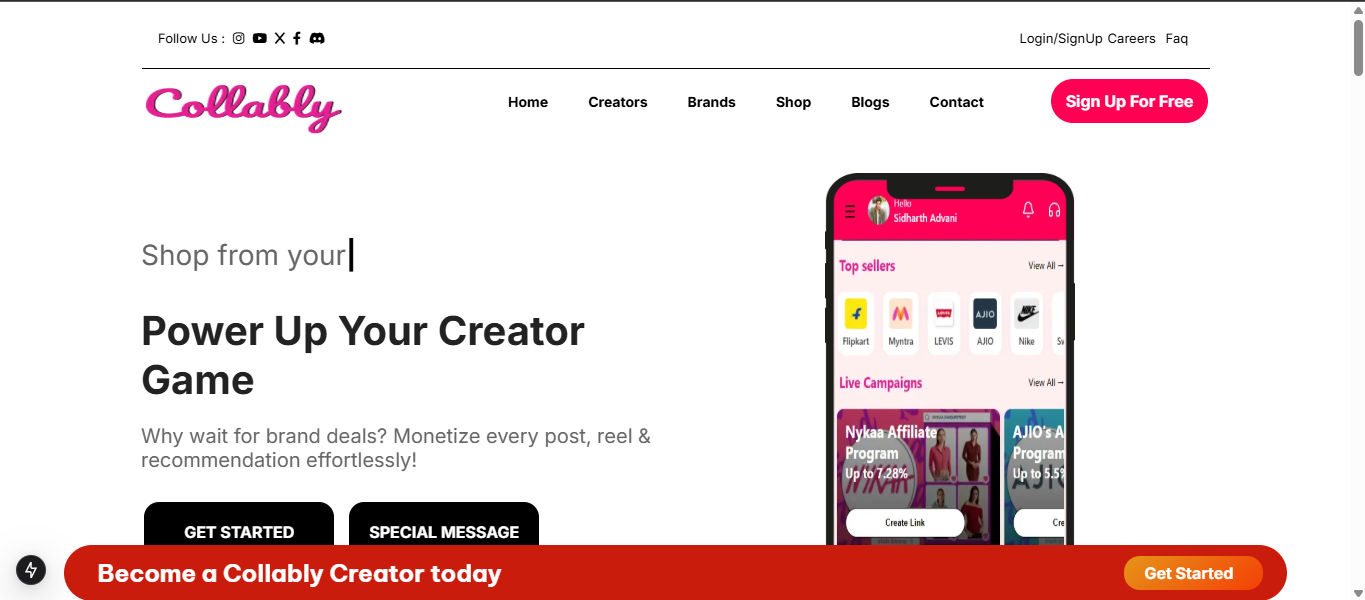 Follow Us :
Login/SignUp Careers Faq
Collably
Home Creators Brands Shop Blogs Contact
Sign Up For Free
Shop from your
Power Up Your Creator
Game
Why wait for brand deals? Monetize every post, reel &
recommendation effortlessly!
GET STARTED SPECIAL MESSAGE
Hello
Sidharth Advani
Top sellers View All →
LEVIS AJIO
Flipkart Myntra LEVIS AJIO Nike
Live Campaigns View All →
Nykaa Affiliate
Program
Up to 7.28%
Create Link
AJIO's A
Program
Up to 5.5%
Cre
Become a Collably Creator today
Get Started